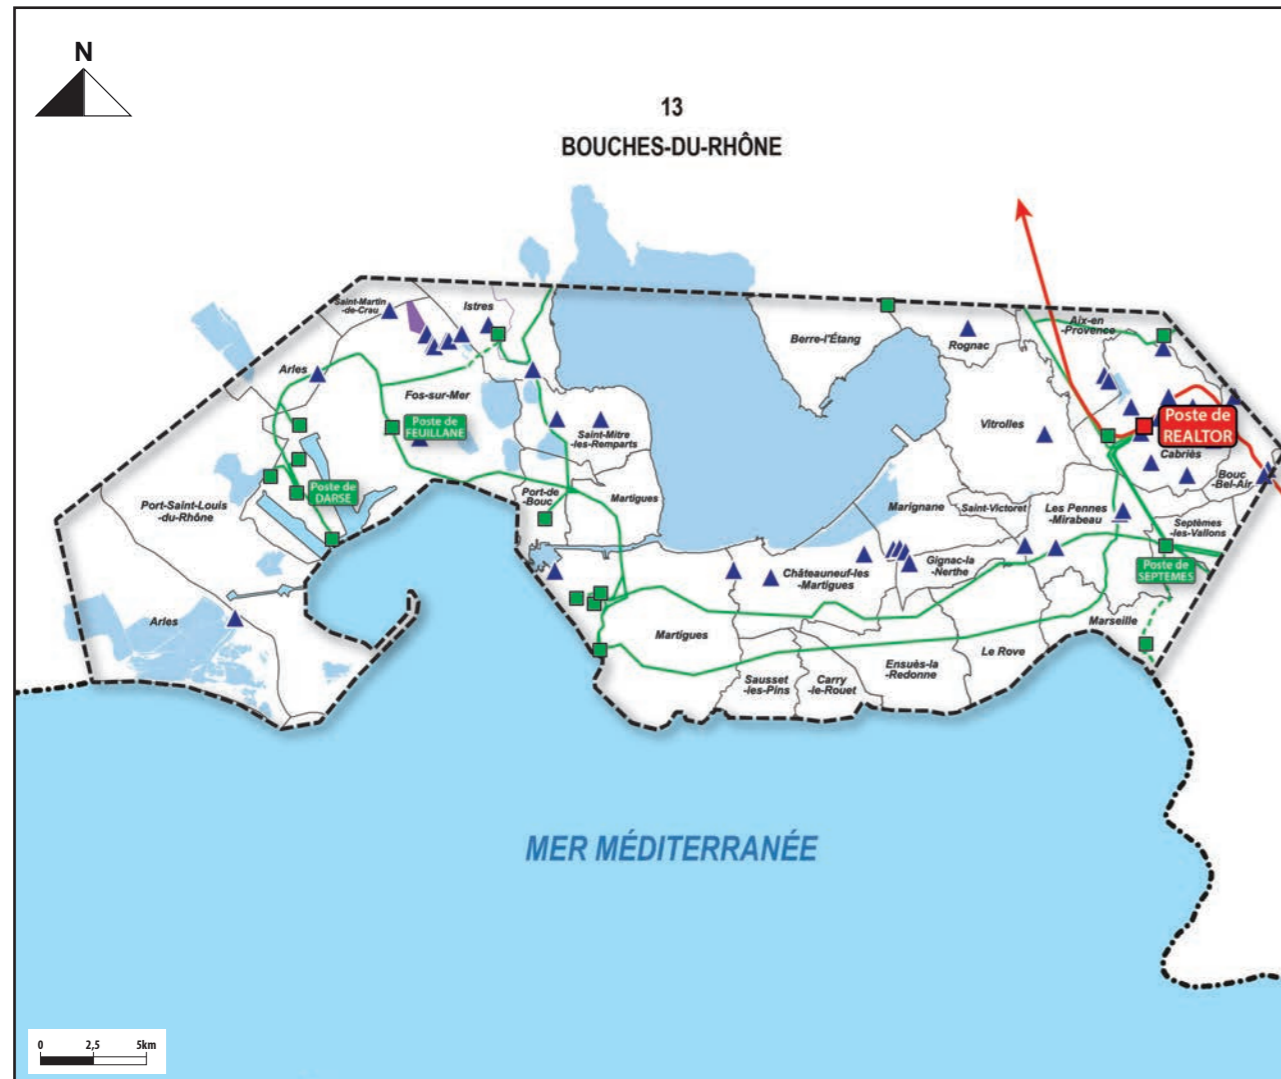 N
13
BOUCHES-DU-RHÔNE
Saint-Martin
-de-Crau
Istres
Arles
Fos-sur-Mer
Poste de
FEUILLANE
Poste de
DARSE
Port-Saint-Louis
-du-Rhône
Arles
Saint-Mitre
-les-Remparts
Port-de
-Bouc
Martigues
Berre-l'Étang
Rognac
Aix-en
-Provence
Vitrolles
Poste de
REALTOR
Cabriès
Bouc
-Bel-Air
Marignane
Saint-Victoret
Les Pennes
-Mirabeau
Septèmes
-les-Vallons
Poste de
SEPTEMES
Châteauneuf-les
-Martigues
Gignac-la
-Nerthe
Martigues
Marseille
Le Rove
Ensuès-la
-Redonne
Sausset
-les-Pins
Carry
-le-Rouet
MER MÉDITERRANÉE
0 2,5 5km